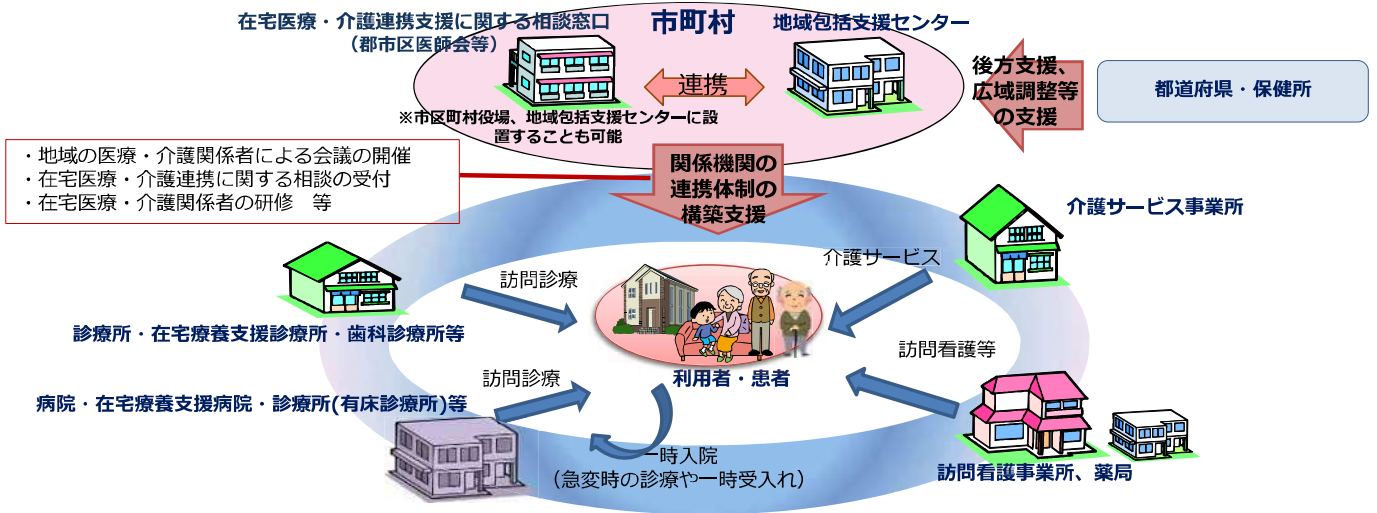 在宅医療・介護連携支援に関する相談窓口
（郡市区医師会等）
市町村
地域包括支援センター
連携
※市区町村役場、地域包括支援センターに設
置することも可能
後方支援、
広域調整等
の支援
都道府県・保健所
・地域の医療・介護関係者による会議の開催
・在宅医療・介護連携に関する相談の受付
・在宅医療・介護関係者の研修　等
関係機関の
連携体制の
構築支援
介護サービス事業所
介護サービス
訪問診療
診療所・在宅療養支援診療所・歯科診療所等
訪問看護等
利用者・患者
訪問診療
病院・在宅療養支援病院・診療所(有床診療所)等
一時入院
（急変時の診療や一時受入れ）
訪問看護事業所、薬局